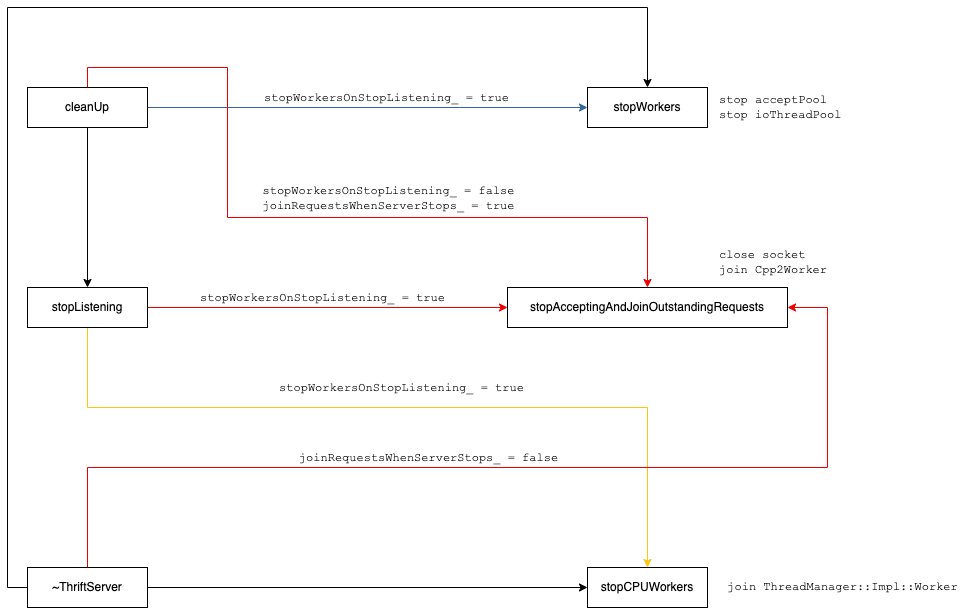 cleanUp
stopWorkersOnStopListening_ = true
stopWorkers
stop acceptPool
stop ioThreadPool
stopWorkersOnStopListening_ = false
joinRequestsWhenServerStops_ = true
close socket
join Cpp2Worker
stopListening
stopWorkersOnStopListening_ = true
stopAcceptingAndJoinOutstandingRequests
stopWorkersOnStopListening_ = true
joinRequestsWhenServerStops_ = false
~ThriftServer
stopCPUWorkers
join ThreadManager::Impl::Worker